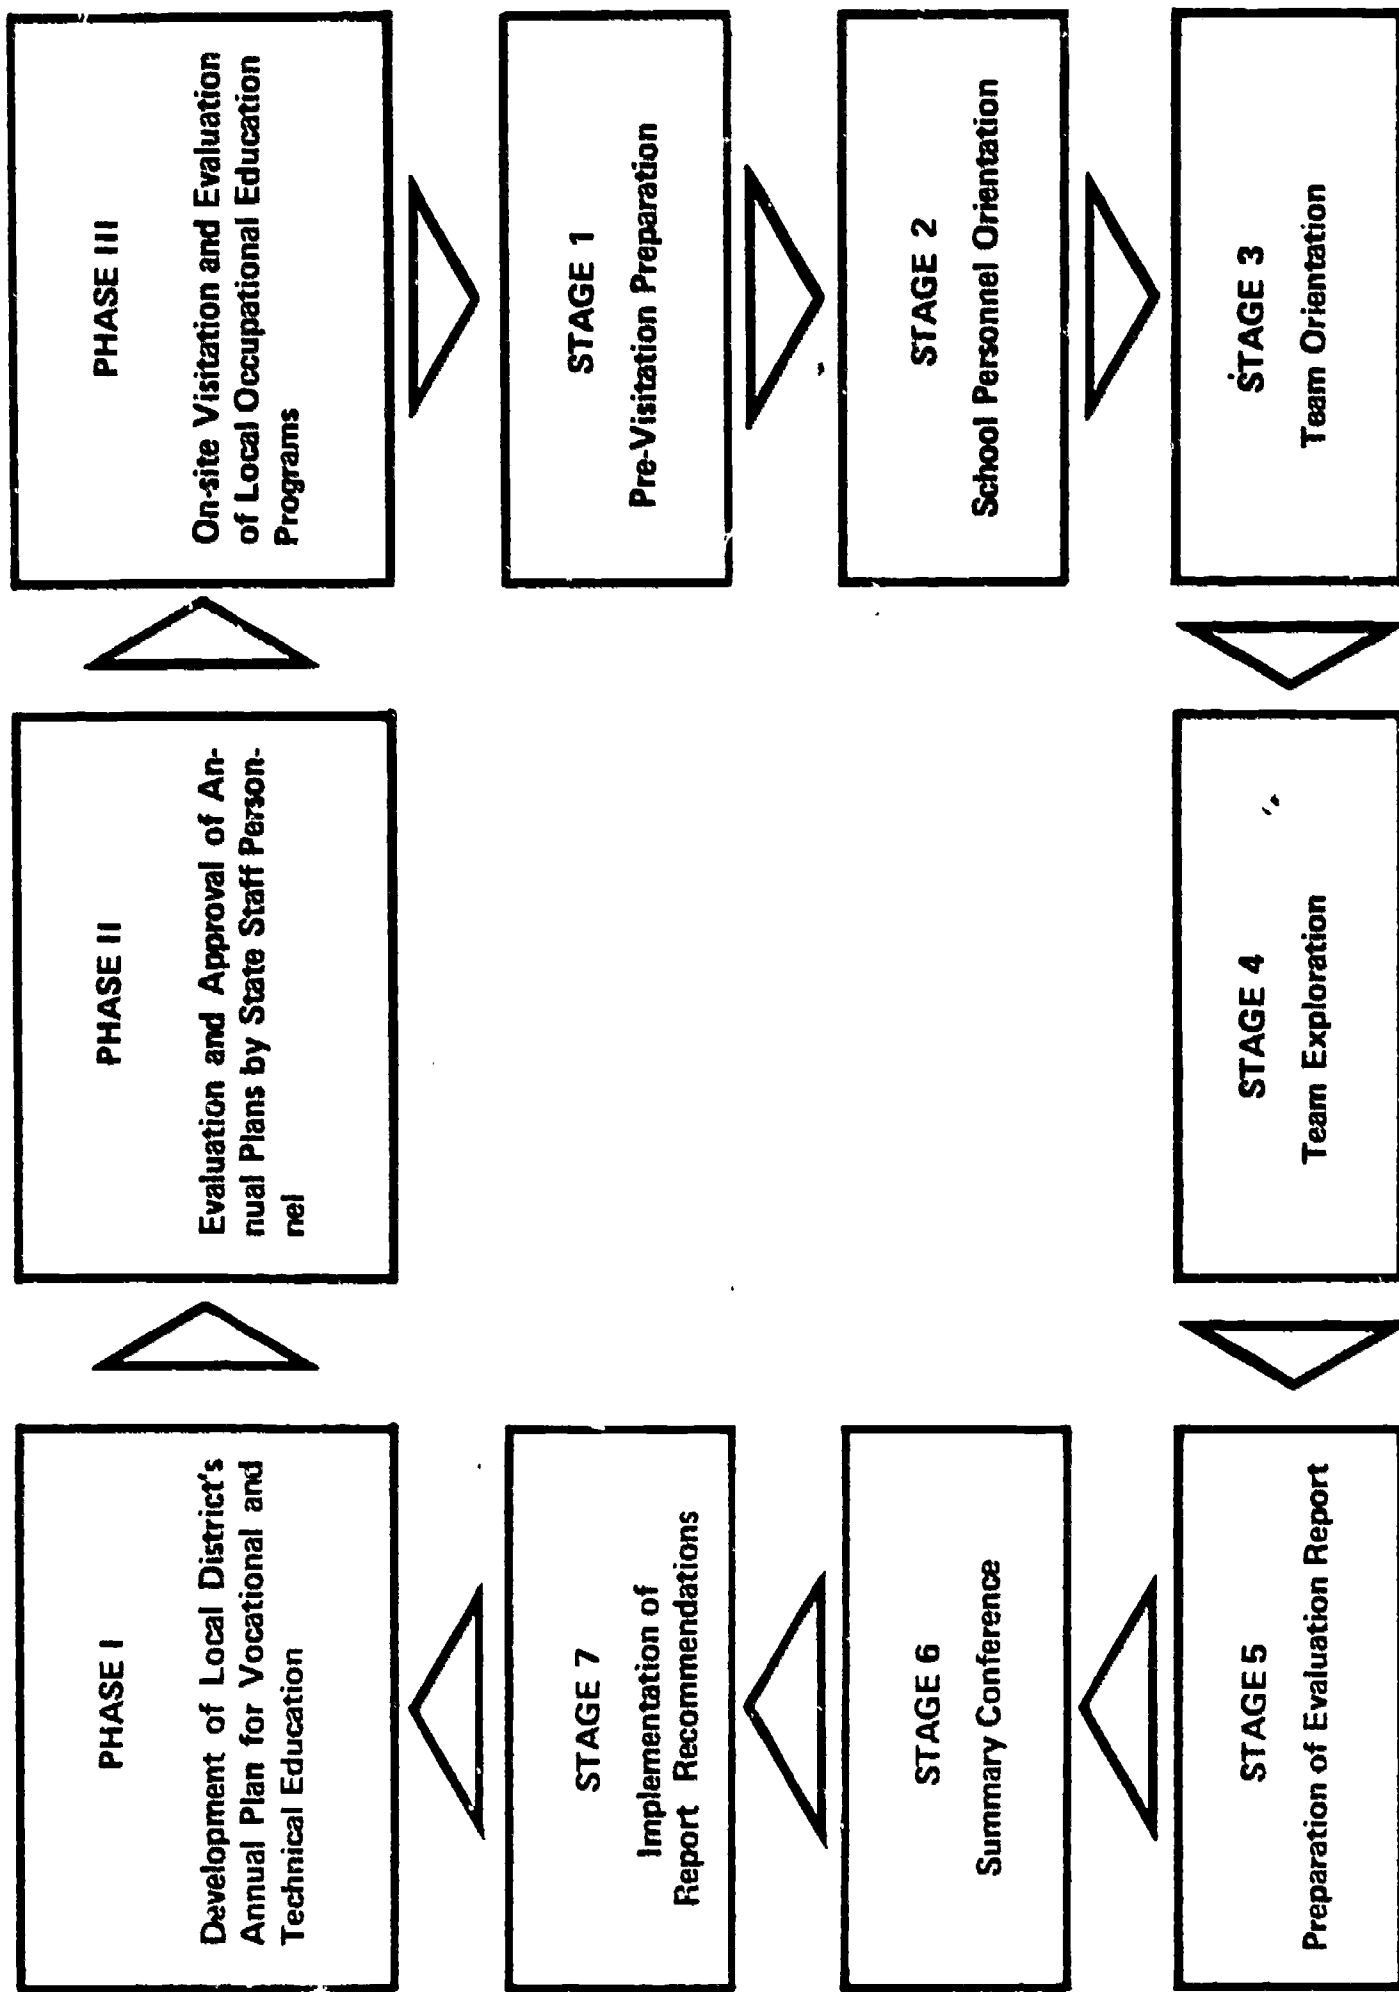 PHASE I
Development of Local District's
Annual Plan for Vocational and
Technical Education
PHASE II
Evaluation and Approval of An-
nual Plans by State Staff Person-
nel
PHASE III
On-site Visitation and Evaluation
of Local Occupational Education
Programs
STAGE 1
Pre-Visitation Preparation
STAGE 2
School Personnel Orientation
STAGE 3
Team Orientation
STAGE 4
Team Exploration
STAGE 5
Preparation of Evaluation Report
STAGE 6
Summary Conference
STAGE 7
Implementation of
Report Recommendations